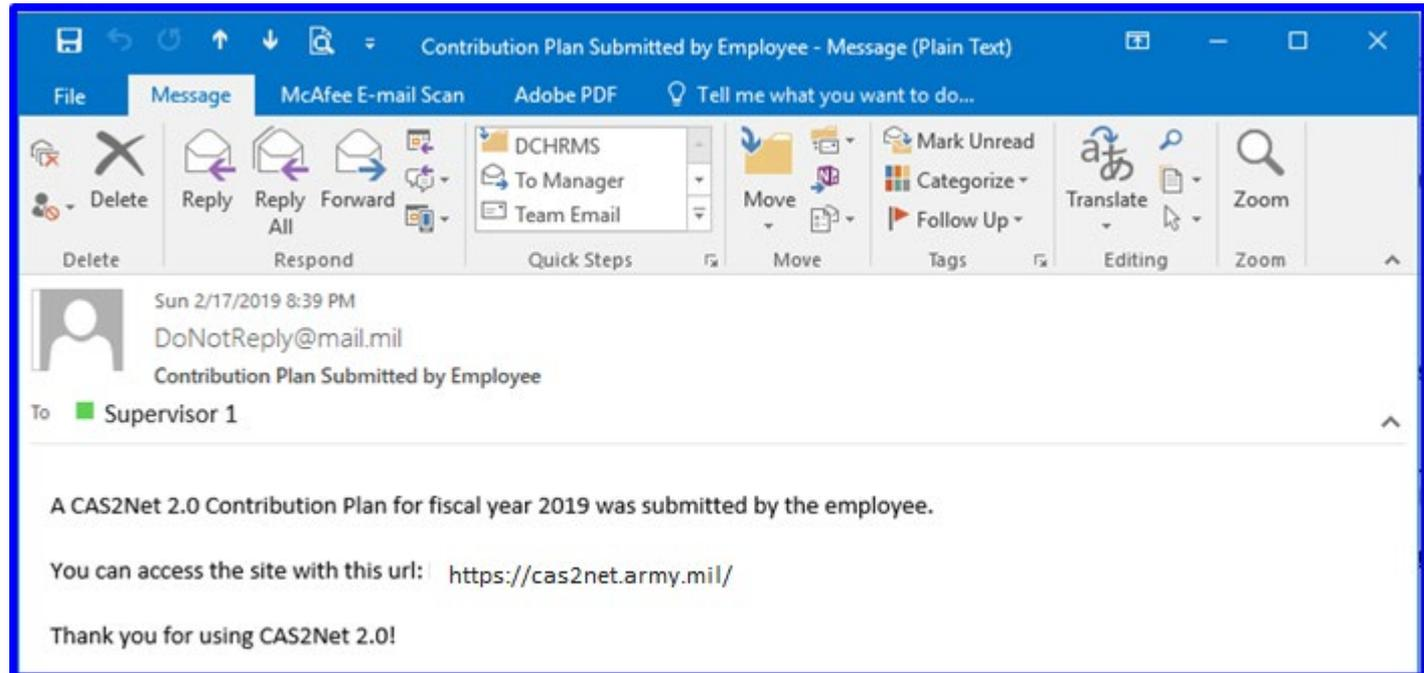 Contribution Plan Submitted by Employee - Message (Plain Text)
File Message McAfee E-mail Scan Adobe PDF Tell me what you want to do...
DCHRMS
Mark Unread
To Manager
Categorize
Delete Reply Reply All Forward
Team Email
Move
Follow Up
Translate
Zoom
Delete Respond Quick Steps Move Tags Editing Zoom
Sun 2/17/2019 8:39 PM
DoNotReply@mail.mil
Contribution Plan Submitted by Employee
To Supervisor 1
A CAS2Net 2.0 Contribution Plan for fiscal year 2019 was submitted by the employee.
You can access the site with this url: https://cas2net.army.mil/
Thank you for using CAS2Net 2.0!